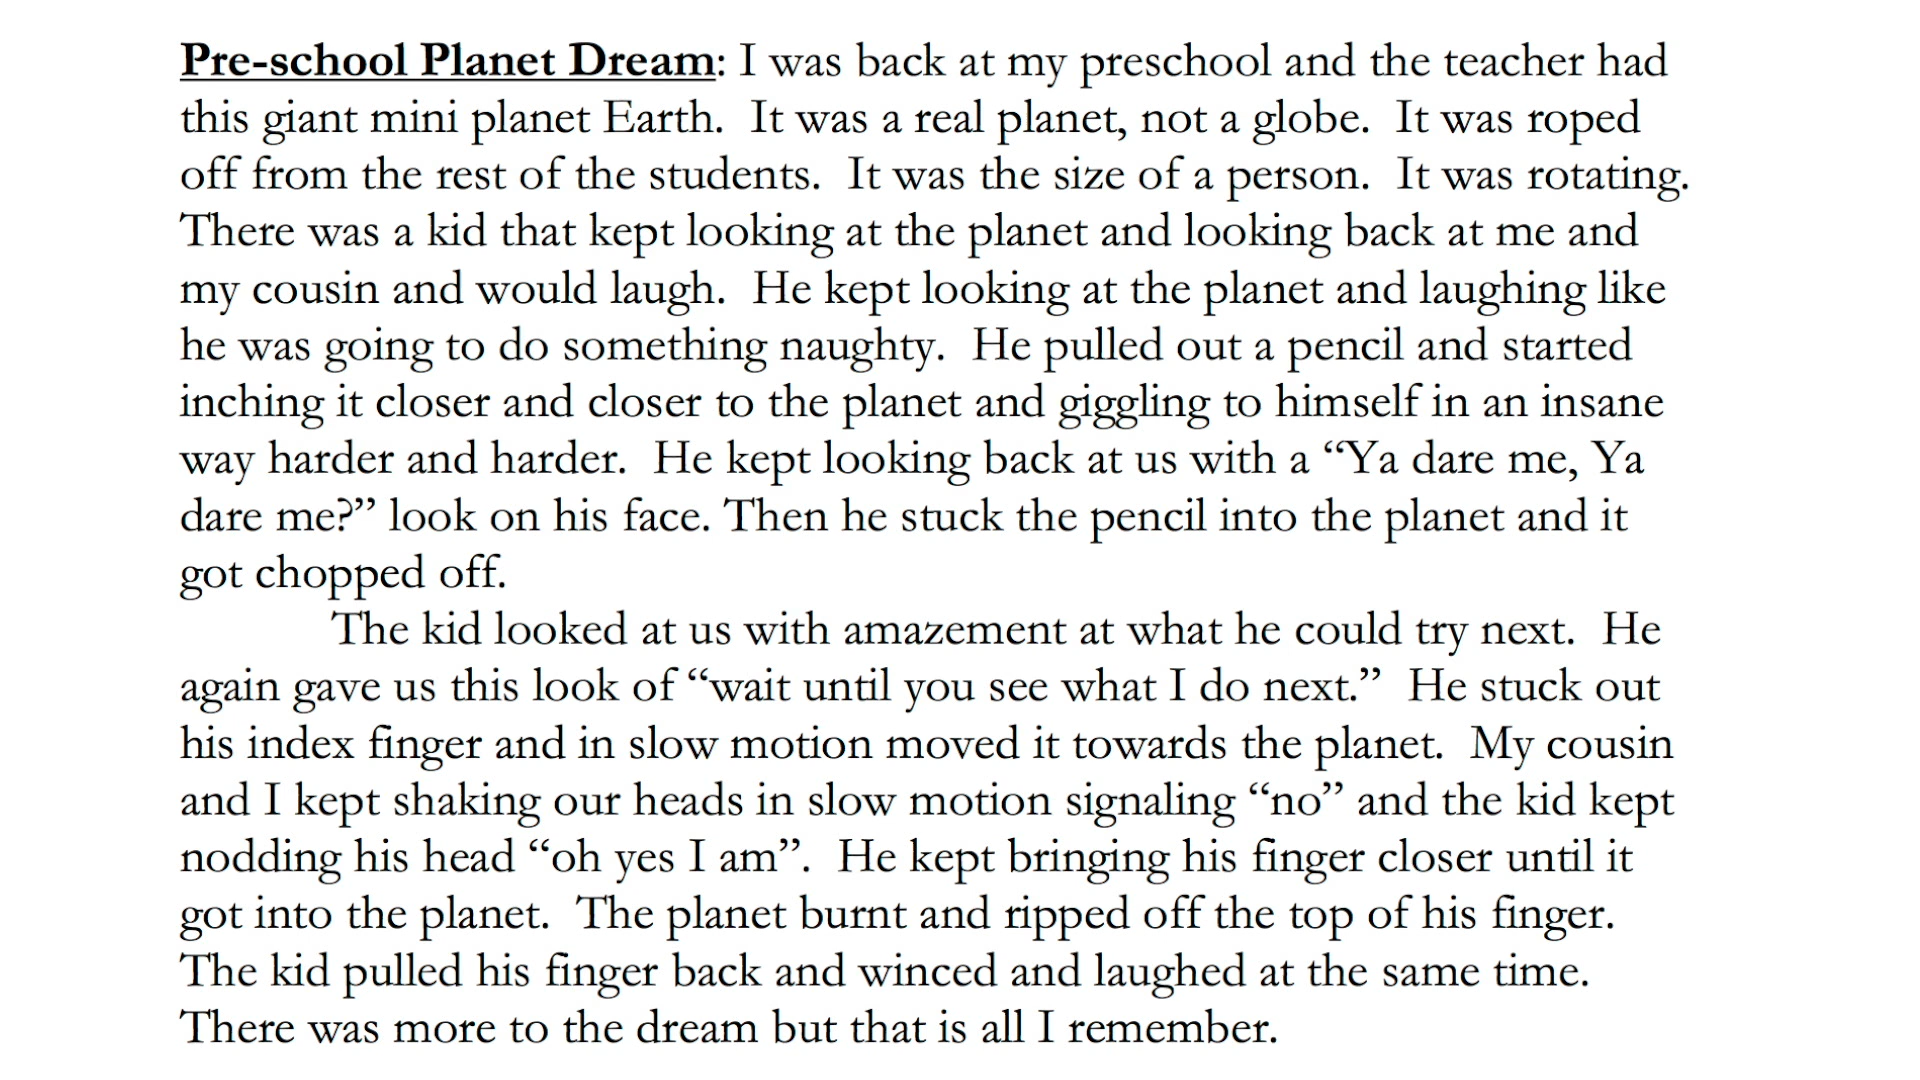 Pre-school Planet Dream: I was back at my preschool and the teacher had
this giant mini planet Earth.  It was a real planet, not a globe.  It was roped
off from the rest of the students.  It was the size of a person.  It was rotating.
There was a kid that kept looking at the planet and looking back at me and
my cousin and would laugh.  He kept looking at the planet and laughing like
he was going to do something naughty.  He pulled out a pencil and started
inching it closer and closer to the planet and giggling to himself in an insane
way harder and harder.  He kept looking back at us with a “Ya dare me, Ya
dare me?” look on his face. Then he stuck the pencil into the planet and it
got chopped off.
The kid looked at us with amazement at what he could try next.  He
again gave us this look of “wait until you see what I do next.”  He stuck out
his index finger and in slow motion moved it towards the planet.  My cousin
and I kept shaking our heads in slow motion signaling “no” and the kid kept
nodding his head “oh yes I am”.  He kept bringing his finger closer until it
got into the planet.  The planet burnt and ripped off the top of his finger.
The kid pulled his finger back and winced and laughed at the same time.
There was more to the dream but that is all I remember.